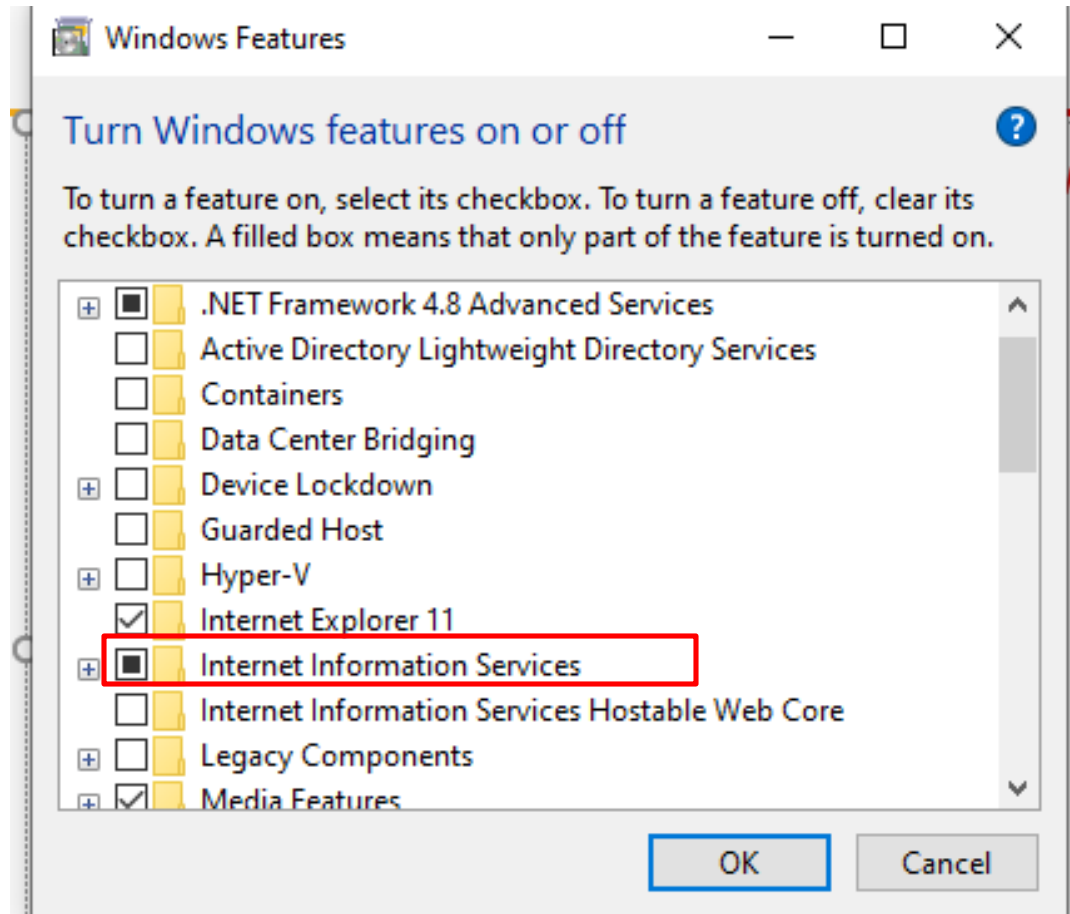 Windows Features
Turn Windows features on or off
?
To turn a feature on, select its checkbox. To turn a feature off, clear its
checkbox. A filled box means that only part of the feature is turned on.
.NET Framework 4.8 Advanced Services
Active Directory Lightweight Directory Services
Containers
Data Center Bridging
Device Lockdown
Guarded Host
Hyper-V
Internet Explorer 11
Internet Information Services
Internet Information Services Hostable Web Core
Legacy Components
Media Features
OK
Cancel